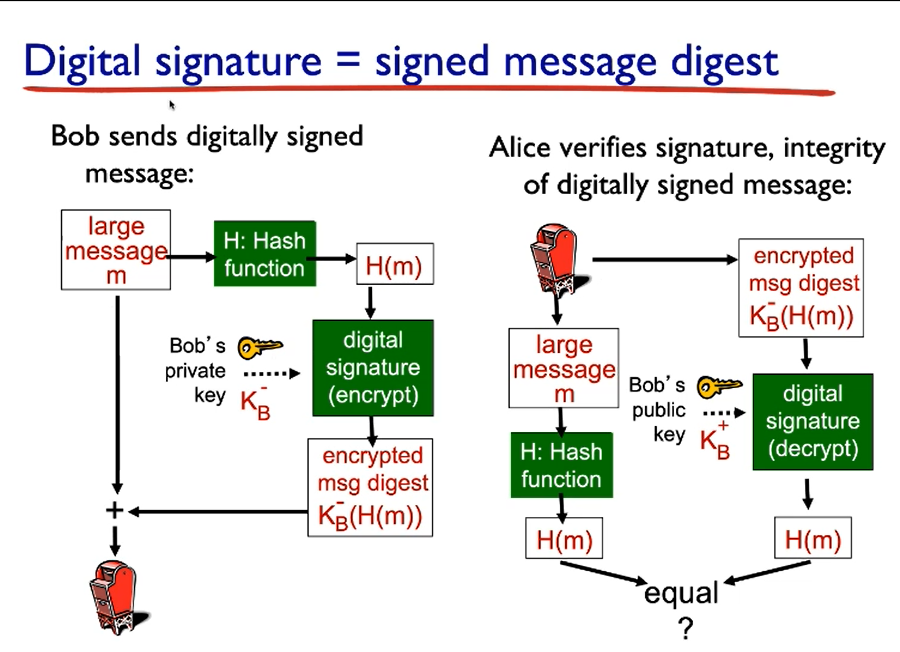 Digital signature = signed message digest
Bob sends digitally signed
message:
large
message
m
H: Hash
function
H(m)
Bob's
private
key
K⁻B
digital
signature
(encrypt)
encrypted
msg digest
K⁻B(H(m))
+
Alice verifies signature, integrity
of digitally signed message:
encrypted
msg digest
K⁻B(H(m))
large
message
m
Bob's
public
key
K⁺B
digital
signature
(decrypt)
H: Hash
function
H(m)
H(m)
equal
?